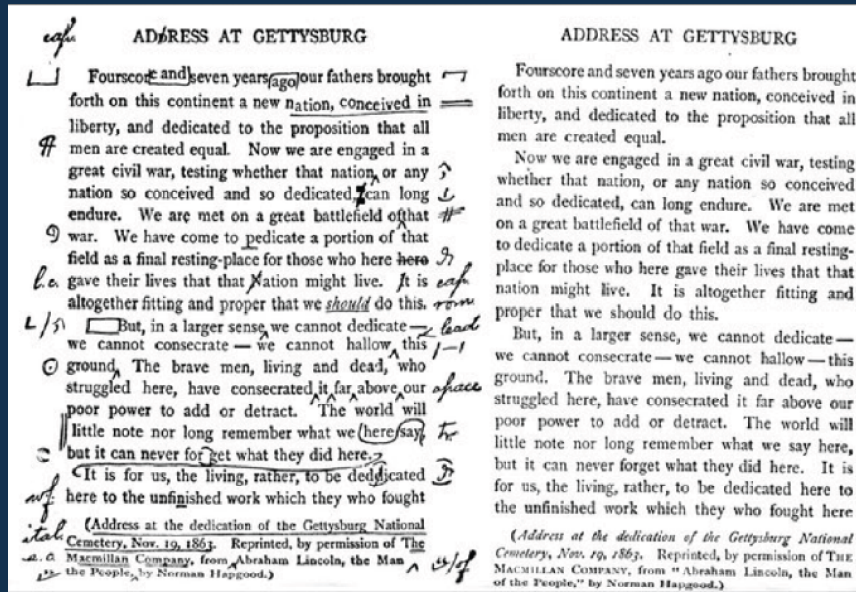 cap.
ADDRESS AT GETTYSBURG
Fourscore and seven years ago our fathers brought
forth on this continent a new nation, conceived in
liberty, and dedicated to the proposition that all
men are created equal. Now we are engaged in a
great civil war, testing whether that nation or any
nation so conceived and so dedicated, can long
endure. We are met on a great battlefield of that #
war. We have come to pedicate a portion of that
field as a final resting-place for those who here here
l.c. gave their lives that that Nation might live. It is cap.
altogether fitting and proper that we should do this. rom
But, in a larger sense we cannot dedicate — lead
we cannot consecrate — we cannot hallow this
ground The brave men, living and dead, who
struggled here, have consecrated it far above our space
poor power to add or detract. The world will
little note nor long remember what we here say tr
but it can never for get what they did here.
It is for us, the living, rather, to be deddicated
wf. here to the unfinished work which they who fought
ital. (Address at the dedication of the Gettysburg National
Cemetery, Nov. 19, 1863. Reprinted, by permission of The
Macmillan Company, from Abraham Lincoln, the Man
the People, by Norman Hapgood.)
ADDRESS AT GETTYSBURG
Fourscore and seven years ago our fathers brought
forth on this continent a new nation, conceived in
liberty, and dedicated to the proposition that all
men are created equal.
Now we are engaged in a great civil war, testing
whether that nation, or any nation so conceived
and so dedicated, can long endure. We are met
on a great battlefield of that war. We have come
to dedicate a portion of that field as a final resting-
place for those who here gave their lives that that
nation might live. It is altogether fitting and
proper that we should do this.
But, in a larger sense, we cannot dedicate —
we cannot consecrate — we cannot hallow — this
ground. The brave men, living and dead, who
struggled here, have consecrated it far above our
poor power to add or detract. The world will
little note nor long remember what we say here,
but it can never forget what they did here. It is
for us, the living, rather, to be dedicated here to
the unfinished work which they who fought here
(Address at the dedication of the Gettysburg National
Cemetery, Nov. 19, 1863. Reprinted, by permission of THE
MACMILLAN COMPANY, from "Abraham Lincoln, the Man
of the People," by Norman Hapgood.)